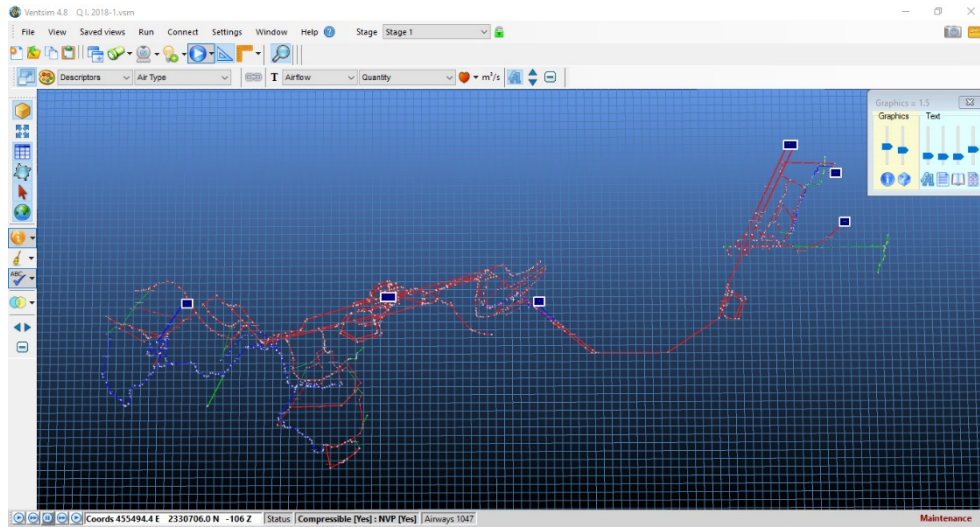 Ventsim 4.8 Q.I. 2018-1.vsm
File View Saved views Run Connect Settings Window Help Stage Stage 1
Descriptors Air Type T Airflow Quantity m³/s
Graphics = 1.5
Graphics Text
ABC
Coords 455494.4 E 2330706.0 N -106 Z Status Compressible [Yes] : NVP [Yes] Airways 1047 Maintenance